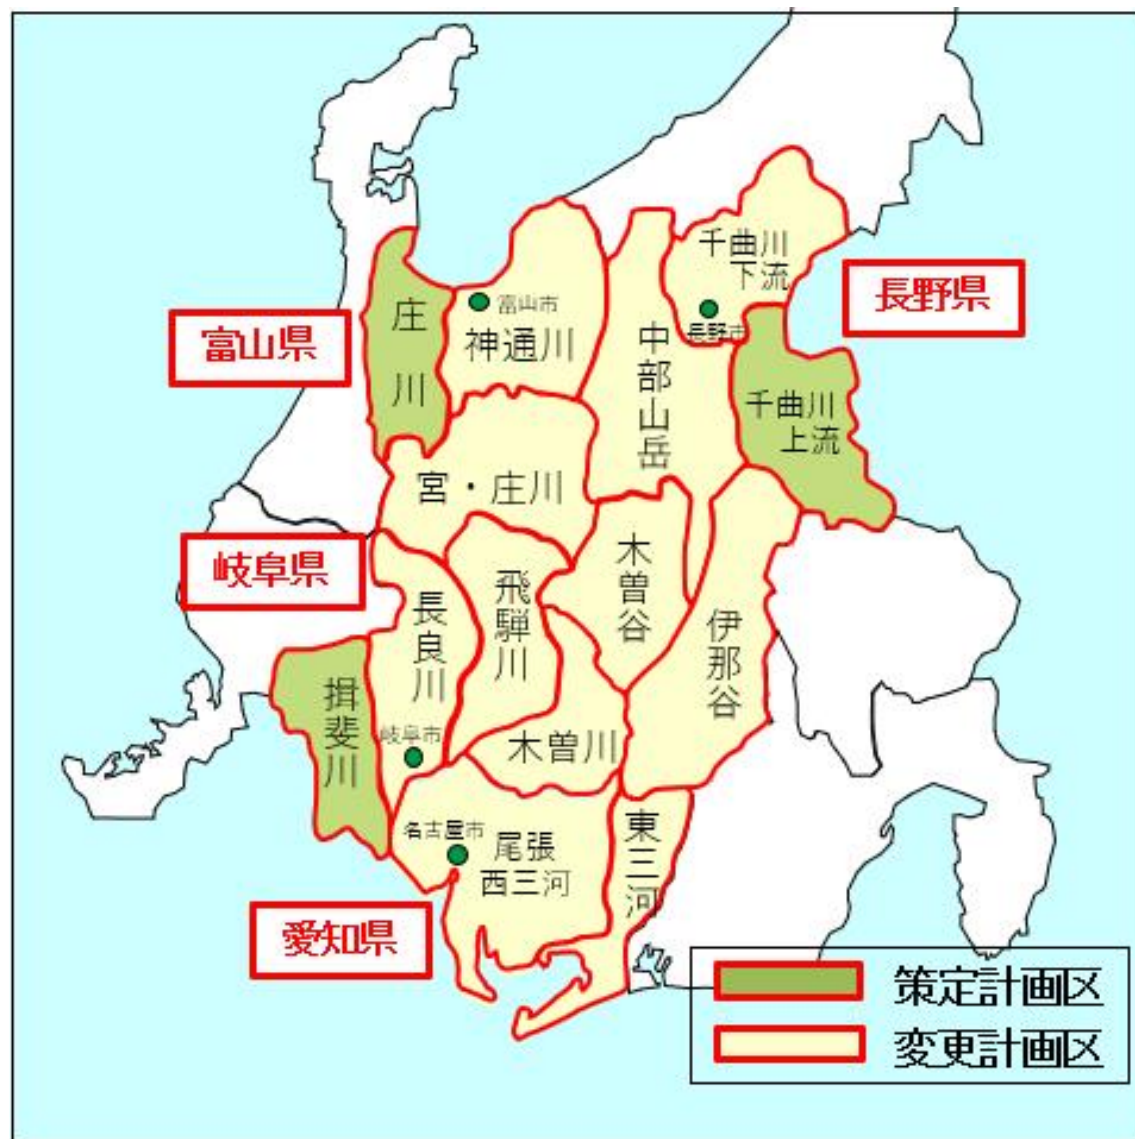 千曲川
下流
長野県
庄川
富山市
神通川
長野市
富山県
中部山岳
千曲川
上流
宮・庄川
岐阜県
木曽谷
飛騨川
長良川
伊那谷
揖斐川
岐阜市
木曽川
名古屋市
尾張
西三河
東三河
愛知県
策定計画区
変更計画区